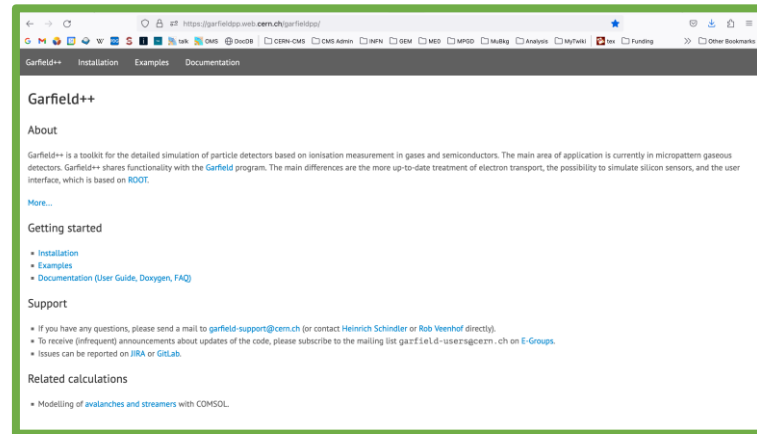 https://garfieldpp.web.cern.ch/garfieldpp/
talk OMS DocDB CERN-CMS CMS Admin INFN GEM ME0 MPGD MuBkg Analysis MyTwiki tex Funding >> Other Bookmarks
Garfield++ Installation Examples Documentation
Garfield++
About
Garfield++ is a toolkit for the detailed simulation of particle detectors based on ionisation measurement in gases and semiconductors. The main area of application is currently in micropattern gaseous
detectors. Garfield++ shares functionality with the Garfield program. The main differences are the more up-to-date treatment of electron transport, the possibility to simulate silicon sensors, and the user
interface, which is based on ROOT.
More...
Getting started
Installation
Examples
Documentation (User Guide, Doxygen, FAQ)
Support
If you have any questions, please send a mail to garfield-support@cern.ch (or contact Heinrich Schindler or Rob Veenhof directly).
To receive (infrequent) announcements about updates of the code, please subscribe to the mailing list garfield-users@cern.ch on E-Groups.
Issues can be reported on JIRA or GitLab.
Related calculations
Modelling of avalanches and streamers with COMSOL.